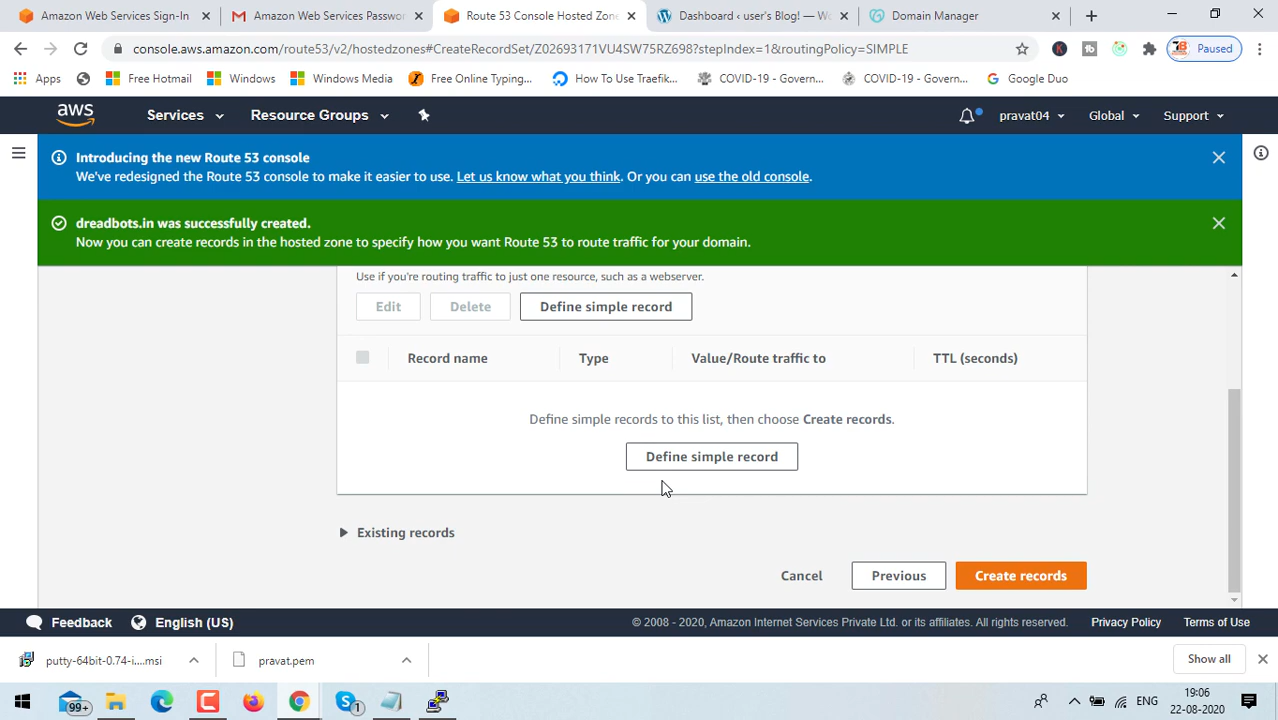 Amazon Web Services Sign-In
Amazon Web Services Passwor
Route 53 Console Hosted Zon
Dashboard ‹ user's Blog! — Wo
Domain Manager
console.aws.amazon.com/route53/v2/hostedzones#CreateRecordSet/Z02693171VU4SW75RZ698?stepIndex=1&routingPolicy=SIMPLE
Paused
Apps
Free Hotmail
Windows
Windows Media
Free Online Typing...
How To Use Traefik...
COVID-19 - Govern...
COVID-19 - Govern...
Google Duo
aws
Services
Resource Groups
pravat04
Global
Support
Introducing the new Route 53 console
We've redesigned the Route 53 console to make it easier to use. Let us know what you think. Or you can use the old console.
dreadbots.in was successfully created.
Now you can create records in the hosted zone to specify how you want Route 53 to route traffic for your domain.
Use if you're routing traffic to just one resource, such as a webserver.
Edit
Delete
Define simple record
Record name
Type
Value/Route traffic to
TTL (seconds)
Define simple records to this list, then choose Create records.
Define simple record
Existing records
Cancel
Previous
Create records
Feedback
English (US)
© 2008 - 2020, Amazon Internet Services Private Ltd. or its affiliates. All rights reserved.
Privacy Policy
Terms of Use
putty-64bit-0.74-i....msi
pravat.pem
Show all
99+
1
ENG
19:06
22-08-2020